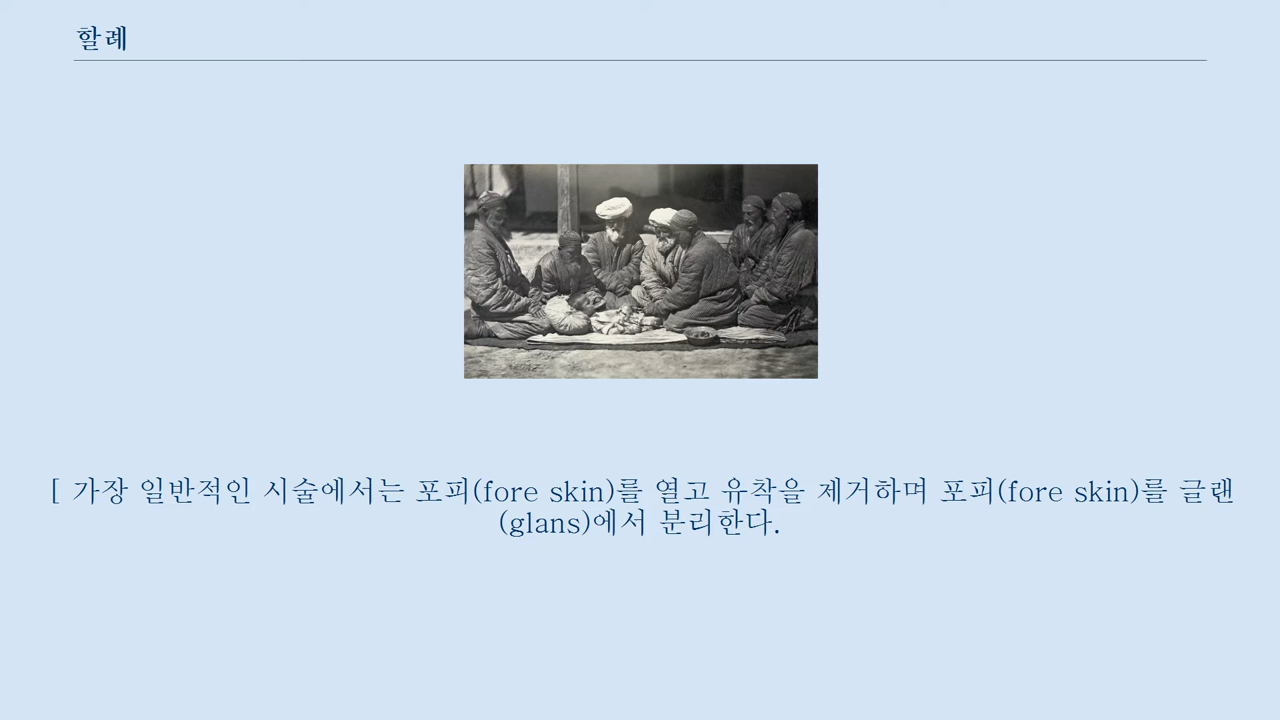 할례
[ 가장 일반적인 시술에서는 포피(fore skin)를 열고 유착을 제거하며 포피(fore skin)를 글랜
(glans)에서 분리한다.